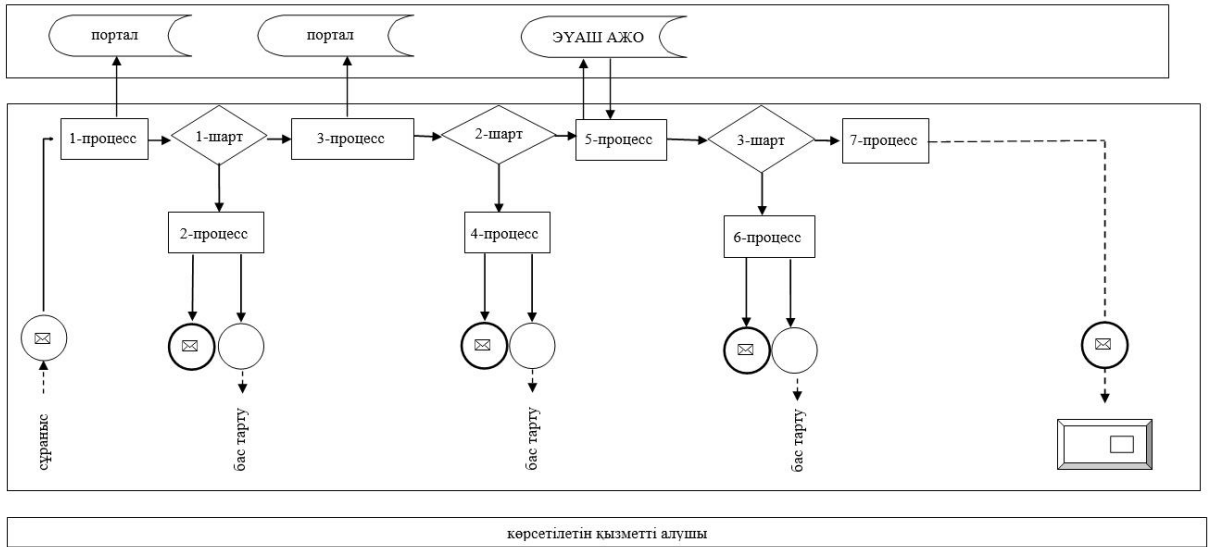 портал
портал
ЭҮАШ АЖО
1-процесс
1-шарт
3-процесс
2-шарт
5-процесс
3-шарт
7-процесс
2-процесс
4-процесс
6-процесс
сұраныс
бас тарту
бас тарту
бас тарту
көрсетілетін қызметті алушы